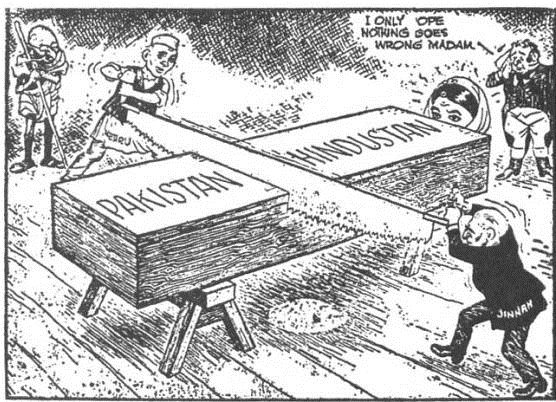 I ONLY 'OPE
NOTHING GOES
WRONG MADAM
NEHRU
HINDUSTAN
PAKISTAN
JINNAH